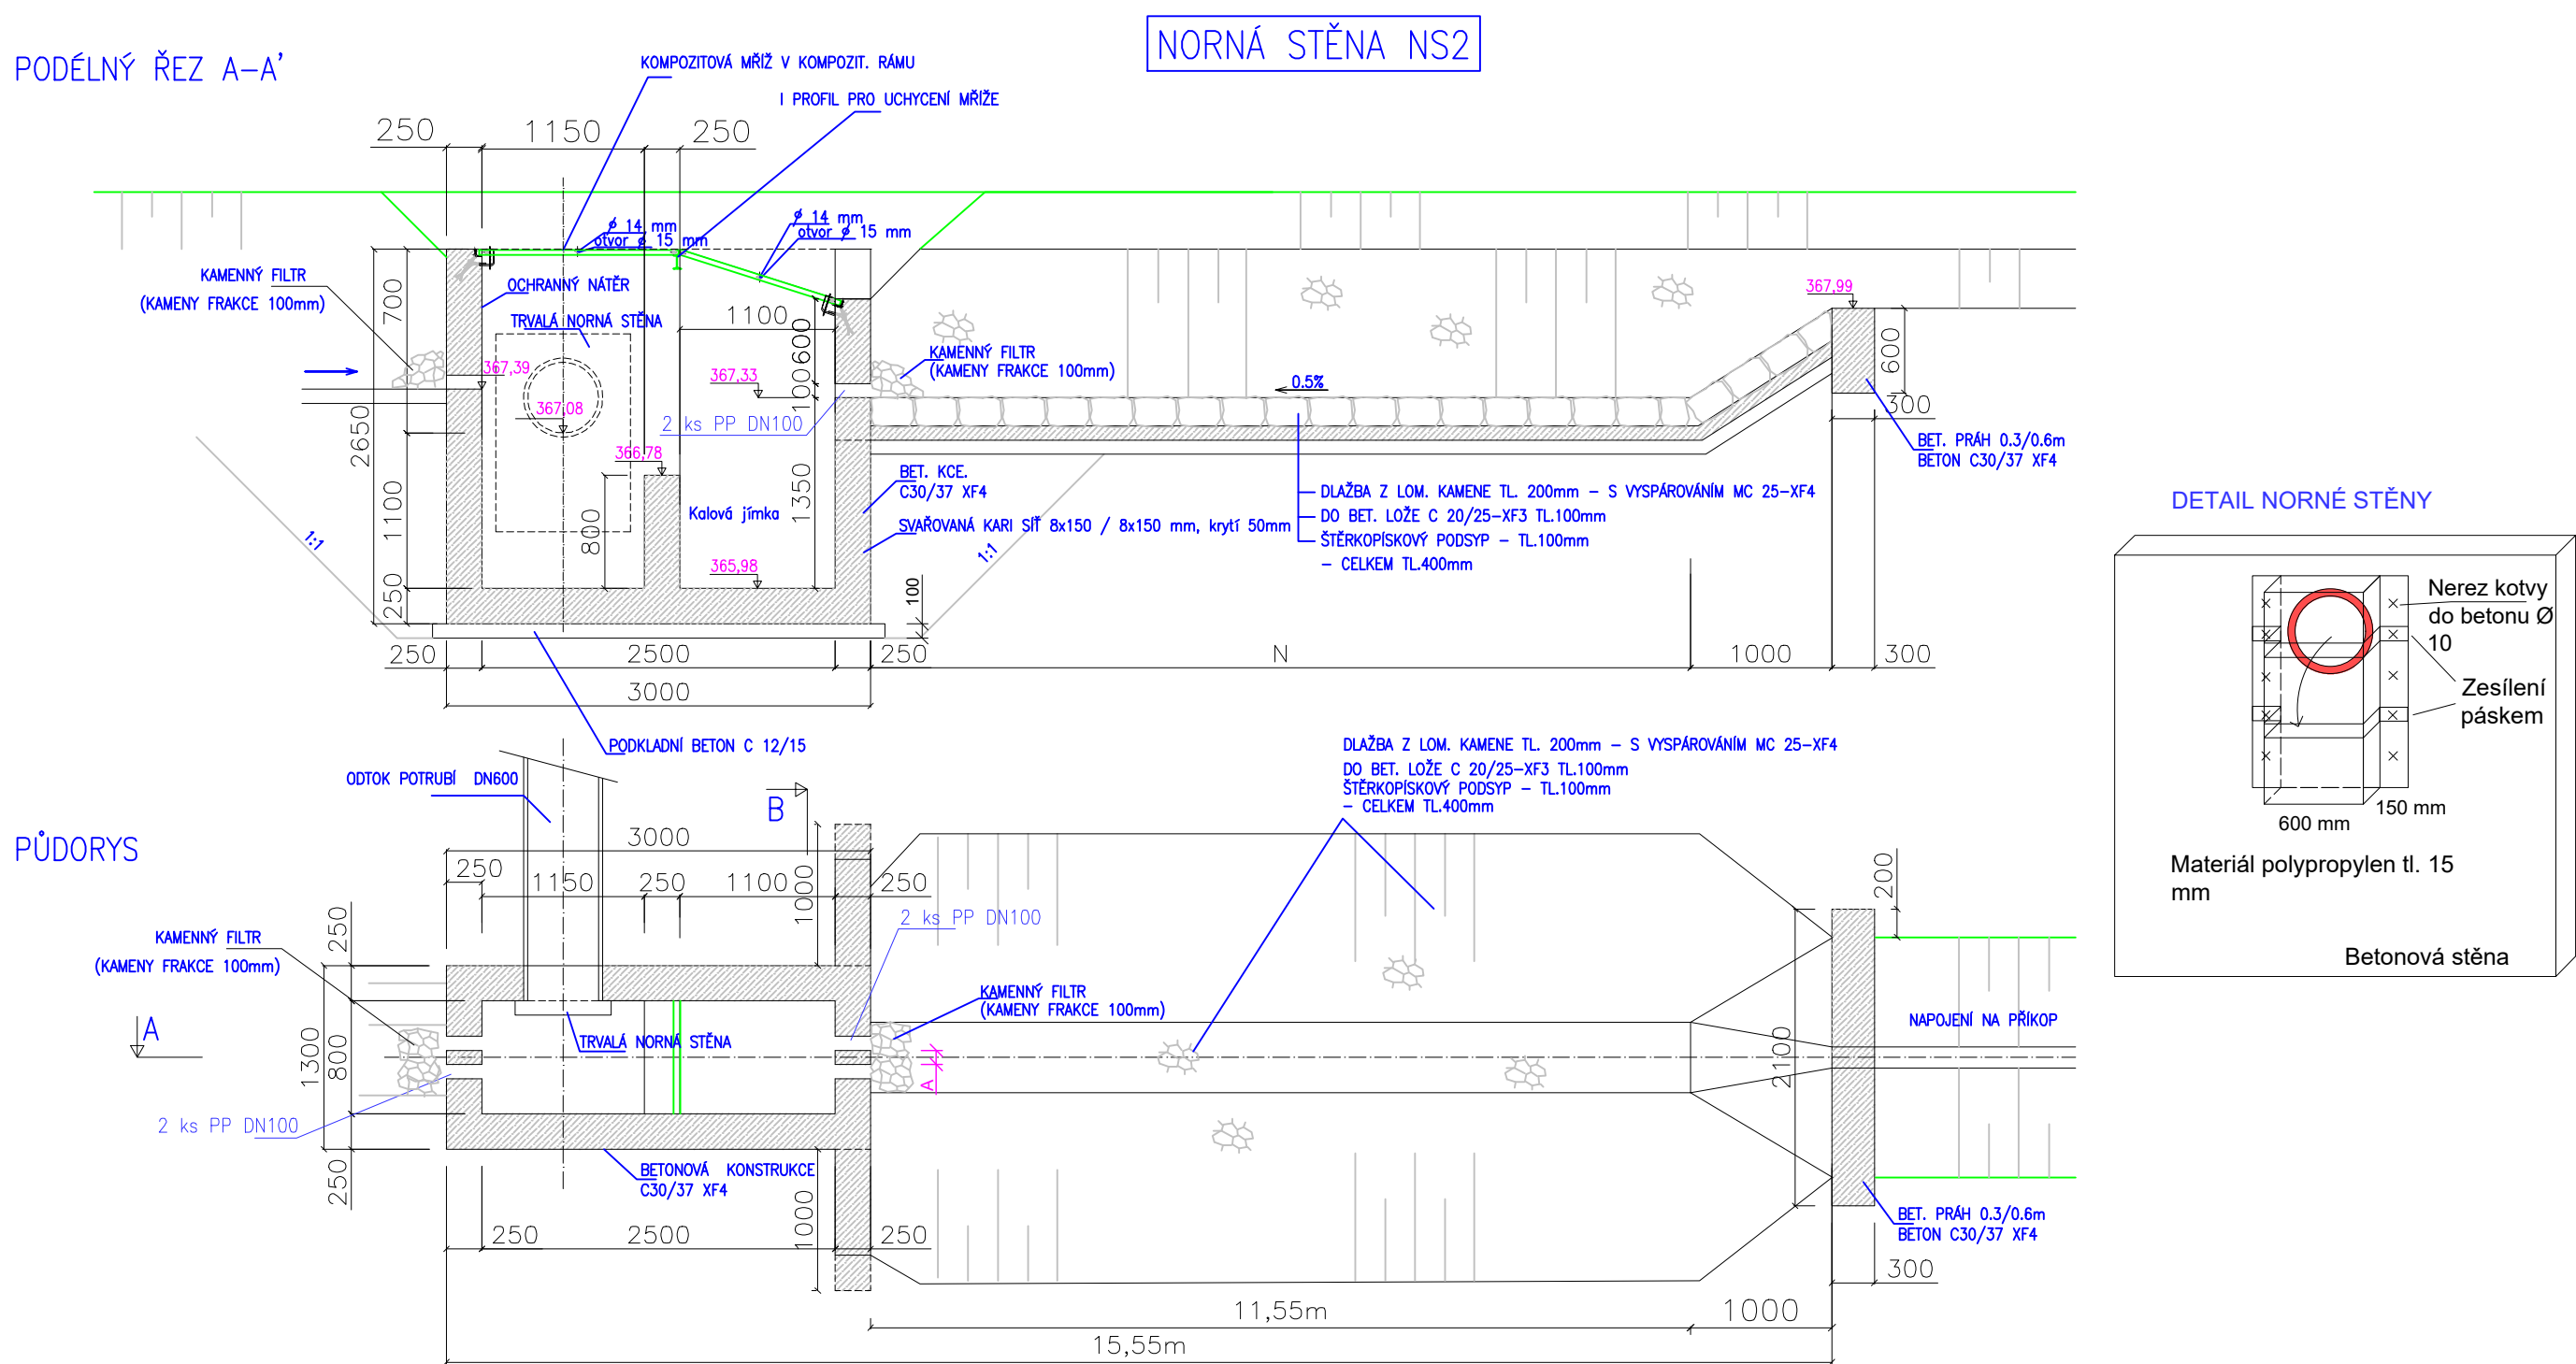 NORNÁ STĚNA NS2
PODÉLNÝ ŘEZ A-A'
KOMPOZITOVÁ MŘÍŽ V KOMPOZIT. RÁMU
I PROFIL PRO UCHYCENÍ MŘÍŽE
250
1150
250
ø 14 mm
otvor ø 15 mm
ø 14 mm
otvor ø 15 mm
KAMENNÝ FILTR
(KAMENY FRAKCE 100mm)
OCHRANNÝ NÁTĚR
TRVALÁ NORNÁ STĚNA
700
2650
1100
250
1100
600
100
1350
800
367,39
367,08
367,33
366,78
365,98
367,99
2 ks PP DN100
KAMENNÝ FILTR
(KAMENY FRAKCE 100mm)
0.5%
600
300
BET. PRÁH 0.3/0.6m
BETON C30/37 XF4
BET. KCE.
C30/37 XF4
Kalová jímka
SVAŘOVANÁ KARI SÍŤ 8x150 / 8x150 mm, krytí 50mm
DLAŽBA Z LOM. KAMENE TL. 200mm – S VYSPÁROVÁNÍM MC 25-XF4
DO BET. LOŽE C 20/25-XF3 TL.100mm
ŠTĚRKOPÍSKOVÝ PODSYP – TL.100mm
– CELKEM TL.400mm
1:1
1:1
100
250
2500
250
N
1000
300
3000
PODKLADNÍ BETON C 12/15
DETAIL NORNÉ STĚNY
Nerez kotvy
do betonu Ø
10
Zesílení
páskem
150 mm
600 mm
Materiál polypropylen tl. 15
mm
Betonová stěna
PŮDORYS
ODTOK POTRUBÍ DN600
B
DLAŽBA Z LOM. KAMENE TL. 200mm – S VYSPÁROVÁNÍM MC 25-XF4
DO BET. LOŽE C 20/25-XF3 TL.100mm
ŠTĚRKOPÍSKOVÝ PODSYP – TL.100mm
– CELKEM TL.400mm
3000
250
1150
250
1100
250
1000
200
250
KAMENNÝ FILTR
(KAMENY FRAKCE 100mm)
2 ks PP DN100
KAMENNÝ FILTR
(KAMENY FRAKCE 100mm)
A
TRVALÁ NORNÁ STĚNA
1300
800
250
A
2100
NAPOJENÍ NA PŘÍKOP
2 ks PP DN100
BETONOVÁ KONSTRUKCE
C30/37 XF4
1000
250
2500
250
BET. PRÁH 0.3/0.6m
BETON C30/37 XF4
300
11,55m
1000
15,55m